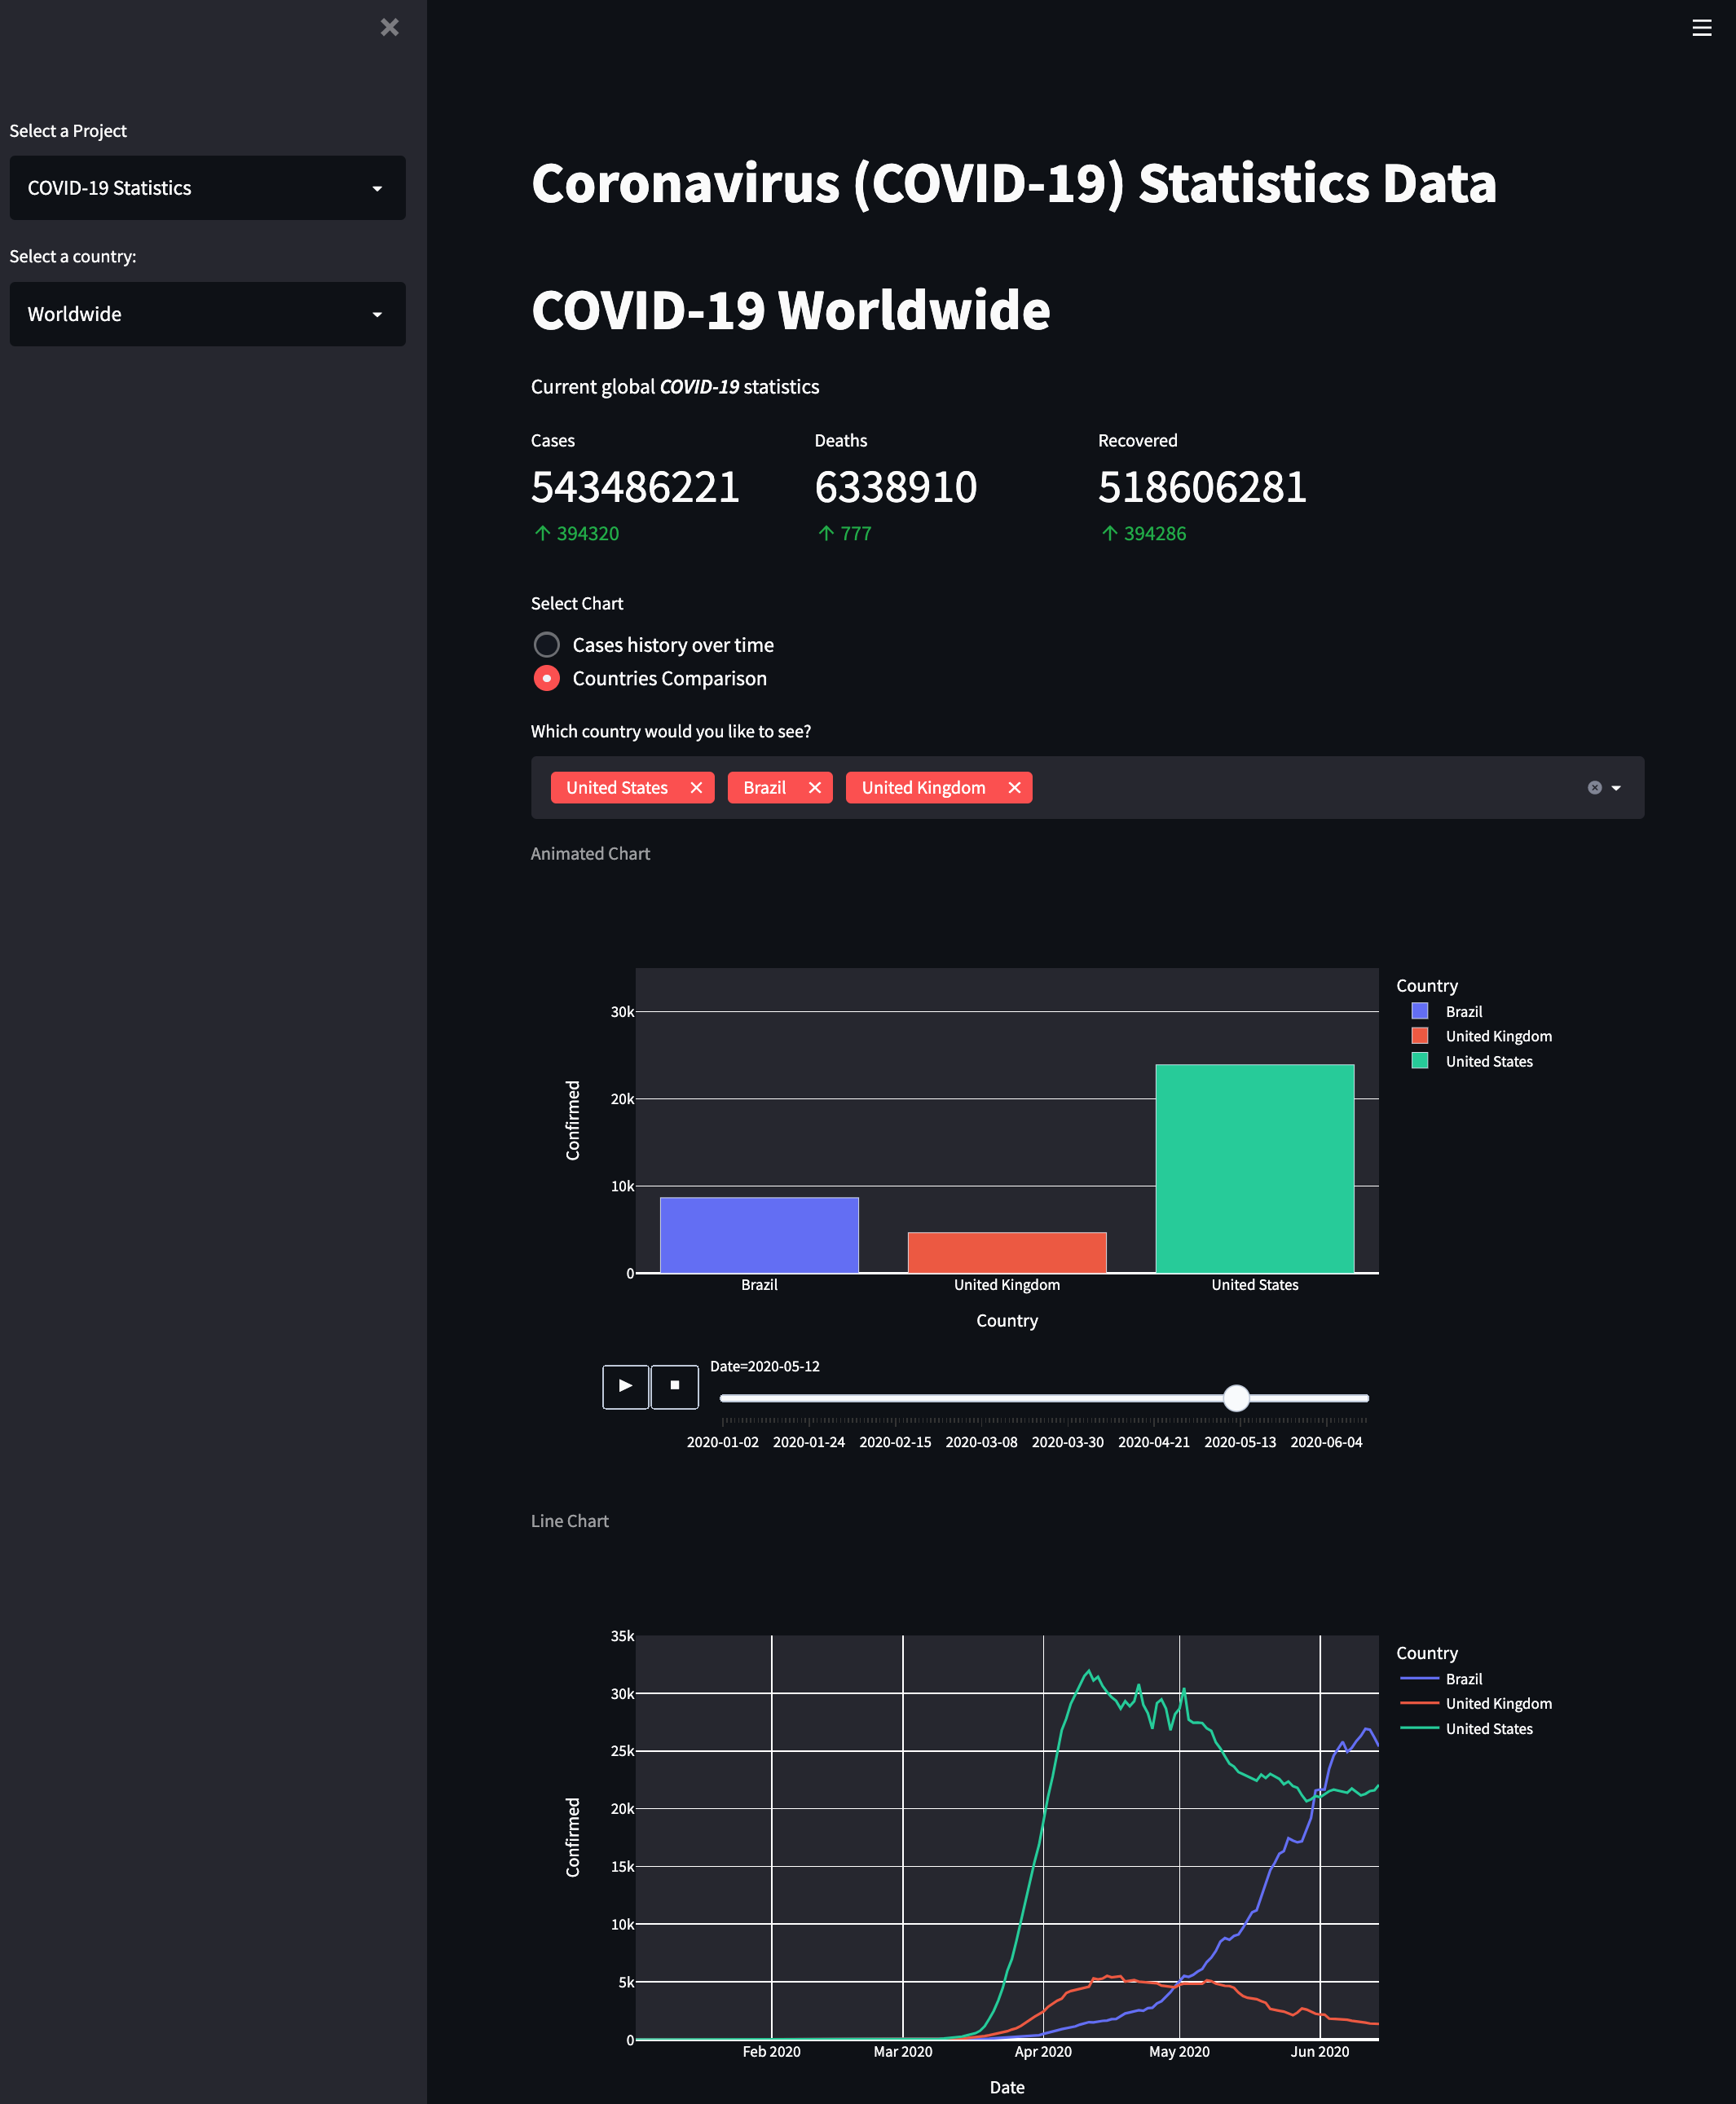 Select a Project
COVID-19 Statistics
Select a country:
Worldwide
Coronavirus (COVID-19) Statistics Data
COVID-19 Worldwide
Current global COVID-19 statistics
Cases Deaths Recovered
543486221 6338910 518606281
↑ 394320 ↑ 777 ↑ 394286
Select Chart
Cases history over time
Countries Comparison
Which country would you like to see?
United States Brazil United Kingdom
Animated Chart
Country
Brazil
United Kingdom
United States
30k
20k
10k
0
Confirmed
Brazil United Kingdom United States
Country
Date=2020-05-12
2020-01-02 2020-01-24 2020-02-15 2020-03-08 2020-03-30 2020-04-21 2020-05-13 2020-06-04
Line Chart
Country
Brazil
United Kingdom
United States
35k
30k
25k
20k
15k
10k
5k
0
Confirmed
Feb 2020 Mar 2020 Apr 2020 May 2020 Jun 2020
Date